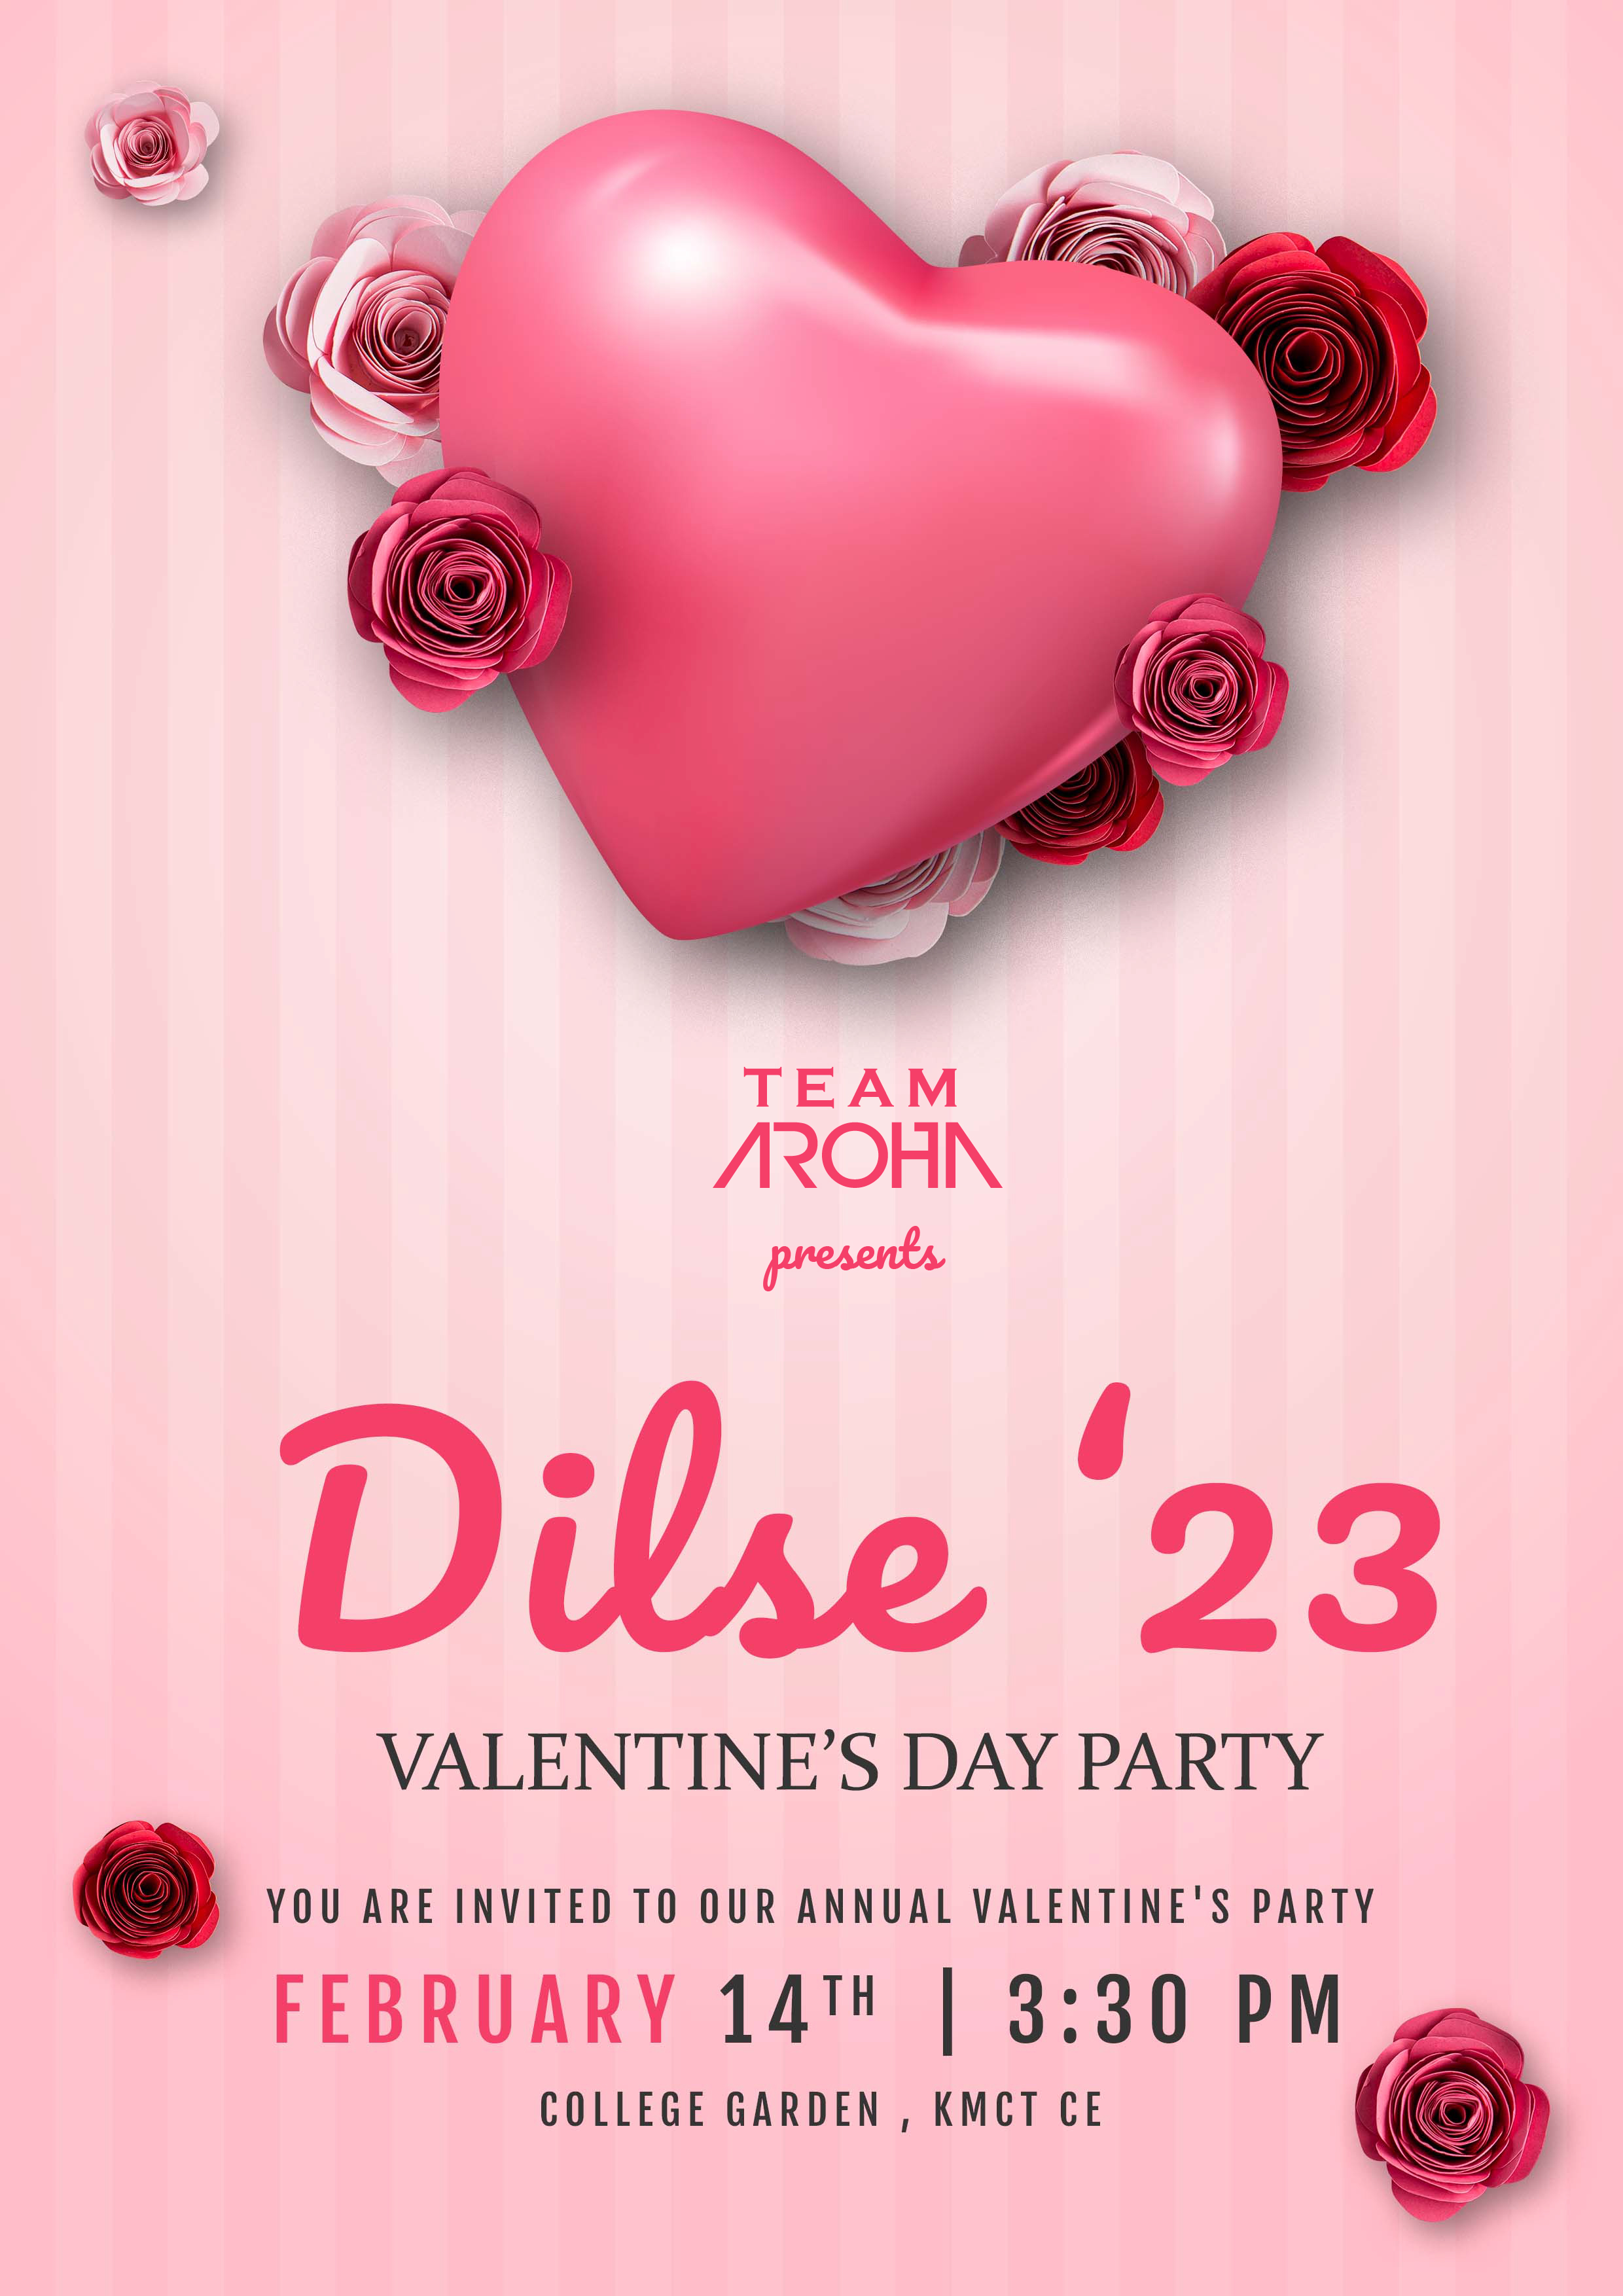 TEAM
AROHA
presents
Dilse ‘23
VALENTINE’S DAY PARTY
YOU ARE INVITED TO OUR ANNUAL VALENTINE'S PARTY
FEBRUARY 14TH | 3:30 PM
COLLEGE GARDEN , KMCT CE